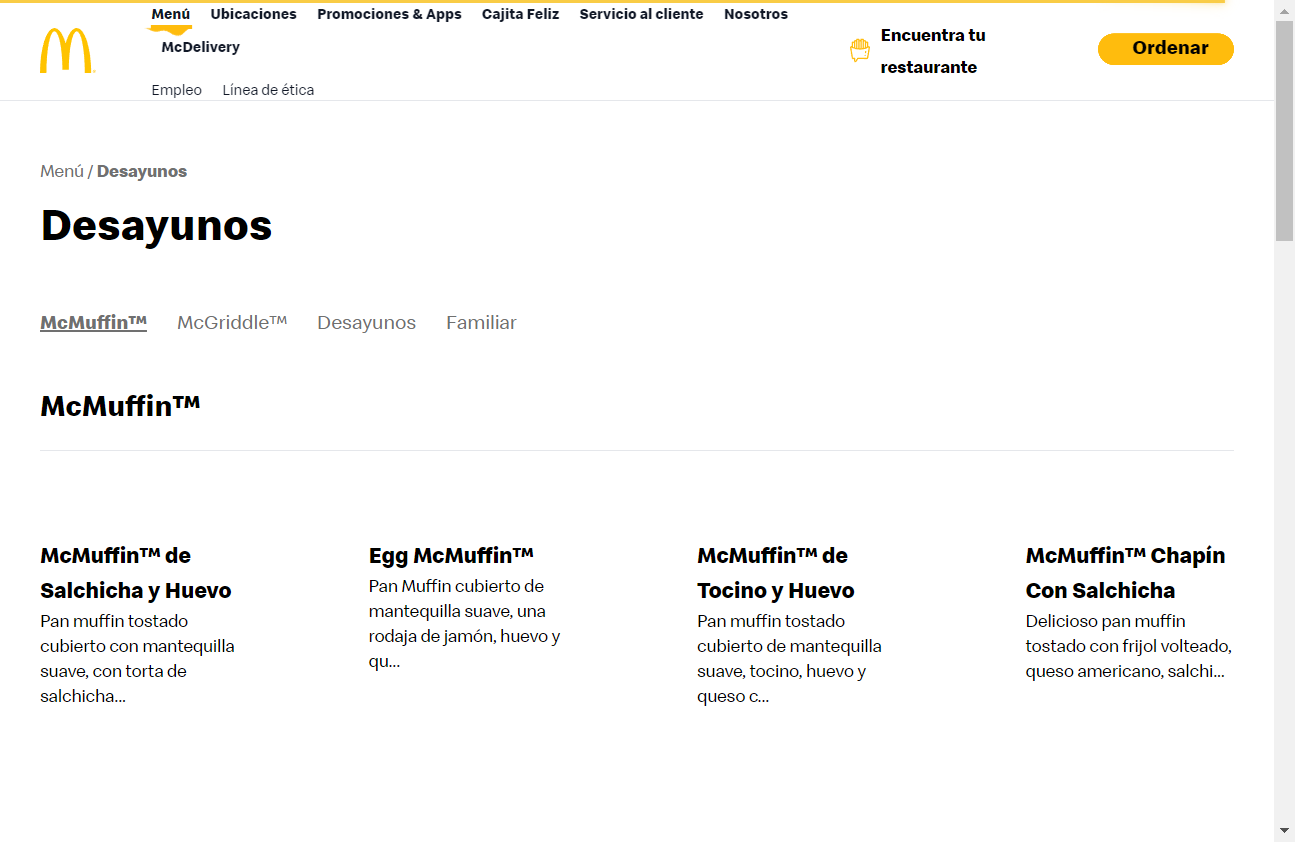 Menú Ubicaciones Promociones & Apps Cajita Feliz Servicio al cliente Nosotros
McDelivery
Encuentra tu
restaurante
Ordenar
Empleo Línea de ética
Menú / Desayunos
Desayunos
McMuffin™ McGriddle™ Desayunos Familiar
McMuffin™
McMuffin™ de
Salchicha y Huevo
Pan muffin tostado
cubierto con mantequilla
suave, con torta de
salchicha...
Egg McMuffin™
Pan Muffin cubierto de
mantequilla suave, una
rodaja de jamón, huevo y
qu...
McMuffin™ de
Tocino y Huevo
Pan muffin tostado
cubierto de mantequilla
suave, tocino, huevo y
queso c...
McMuffin™ Chapín
Con Salchicha
Delicioso pan muffin
tostado con frijol volteado,
queso americano, salchi...